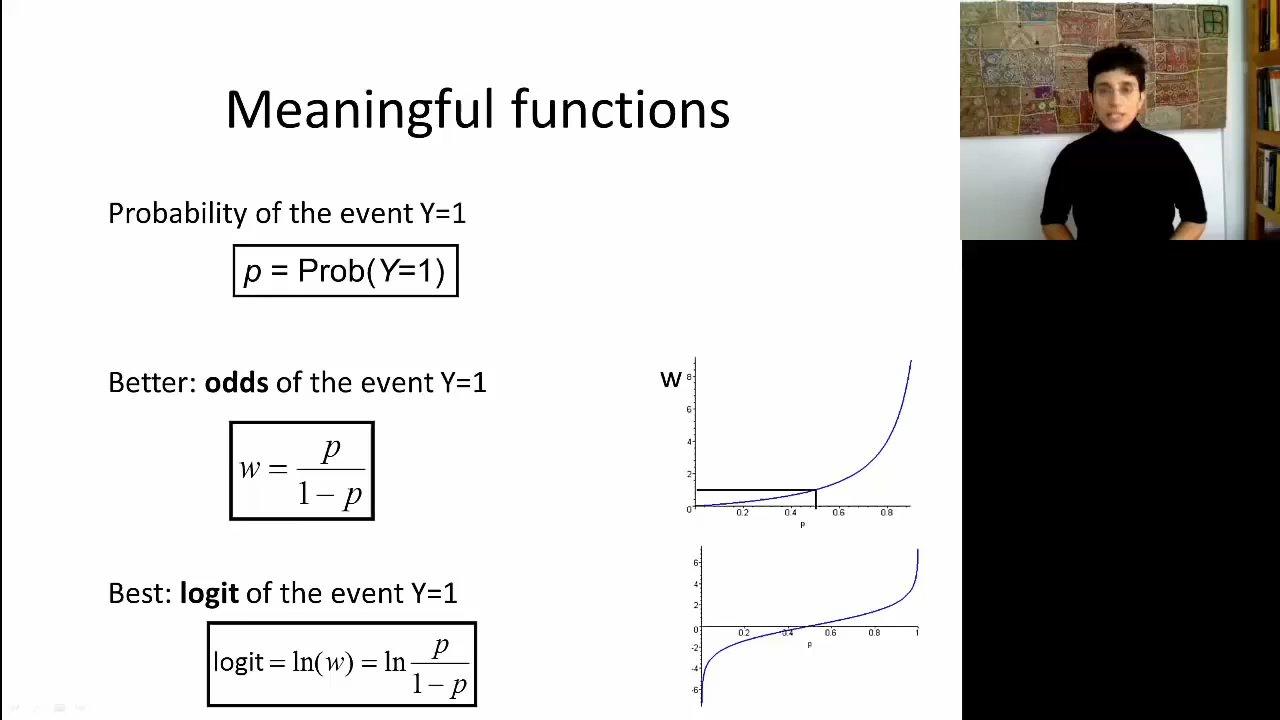 Meaningful functions
Probability of the event Y=1
p = Prob(Y=1)
Better: odds of the event Y=1
w = p / (1 − p)
W
8
6
4
2
0
0.2 0.4 0.6 0.8
p
Best: logit of the event Y=1
logit = ln(w) = ln p / (1 − p)
6
4
2
0
-2
-4
-6
0.2 0.4 0.6 0.8 1
p